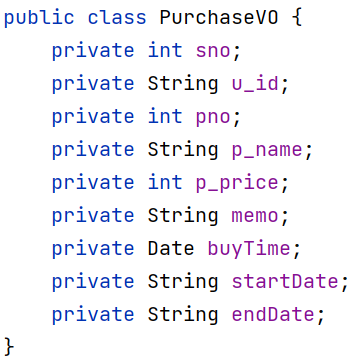 public class PurchaseVO {
    private int sno;
    private String u_id;
    private int pno;
    private String p_name;
    private int p_price;
    private String memo;
    private Date buyTime;
    private String startDate;
    private String endDate;
}